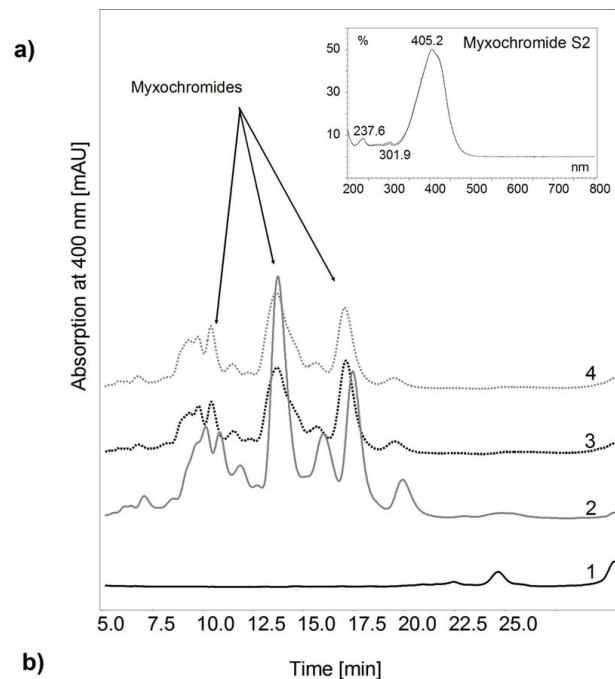 a)
% 405.2 Myxochromide S2
50
30
10
237.6
301.9
nm
200 300 400 500 600 800
Myxochromides
Absorption at 400 nm [mAU]
4
3
2
1
5.0 7.5 10.0 12.5 15.0 17.5 20.0 22.5 25.0
b)
Time [min]